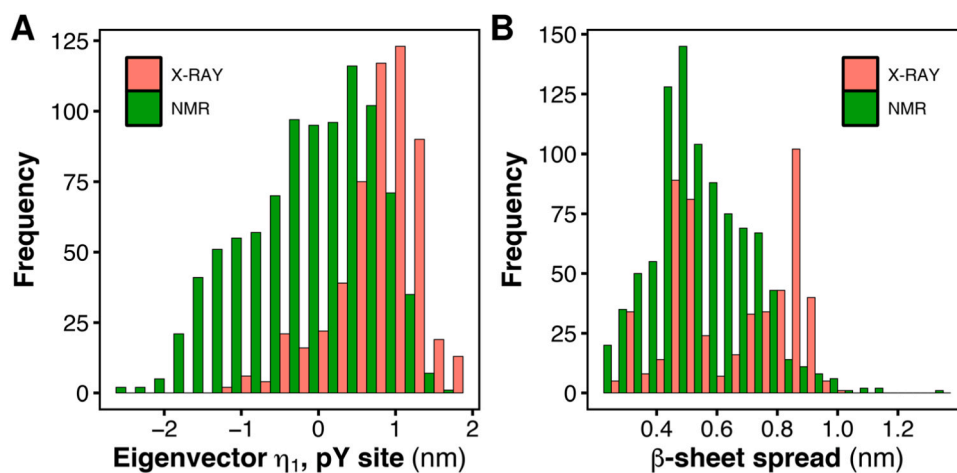 A
125
100
75
50
25
0
Frequency
X-RAY
NMR
−2
−1
0
1
2
Eigenvector η₁, pY site (nm)
B
150
125
100
75
50
25
0
Frequency
X-RAY
NMR
0.4
0.6
0.8
1.0
1.2
β-sheet spread (nm)